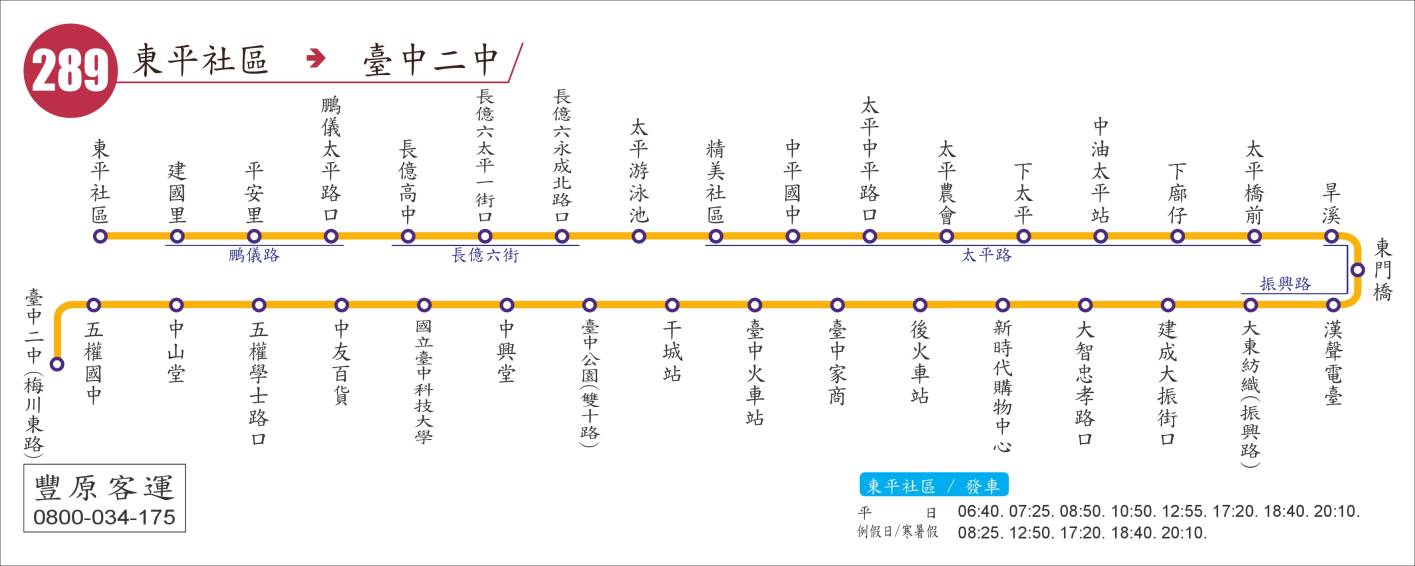 289 東平社區 ➔ 臺中二中
東平社區
建國里
平安里
鵬儀太平路口
長億高中
長億六太平一街口
長億六永成北路口
太平游泳池
精美社區
中平國中
太平中平路口
太平農會
下太平
中油太平站
下廍仔
太平橋前
旱溪
鵬儀路
長億六街
太平路
東門橋
振興路
漢聲電臺
大東紡織(振興路)
建成大振街口
大智忠孝路口
新時代購物中心
後火車站
臺中家商
臺中火車站
干城站
臺中公園(雙十路)
中興堂
國立臺中科技大學
中友百貨
五權學士路口
中山堂
五權國中
臺中二中(梅川東路)
豐原客運
0800-034-175
東平社區 / 發車
平 日 06:40. 07:25. 08:50. 10:50. 12:55. 17:20. 18:40. 20:10.
例假日/寒暑假 08:25. 12:50. 17:20. 18:40. 20:10.